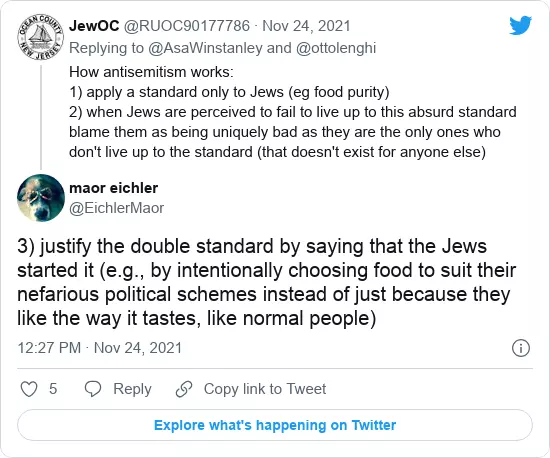 OCEAN COUNTY
NEW JERSEY
JewOC @RUOC90177786 · Nov 24, 2021
Replying to @AsaWinstanley and @ottolenghi
How antisemitism works:
1) apply a standard only to Jews (eg food purity)
2) when Jews are perceived to fail to live up to this absurd standard
blame them as being uniquely bad as they are the only ones who
don't live up to the standard (that doesn't exist for anyone else)
maor eichler
@EichlerMaor
3) justify the double standard by saying that the Jews
started it (e.g., by intentionally choosing food to suit their
nefarious political schemes instead of just because they
like the way it tastes, like normal people)
12:27 PM · Nov 24, 2021
5 Reply Copy link to Tweet
Explore what's happening on Twitter